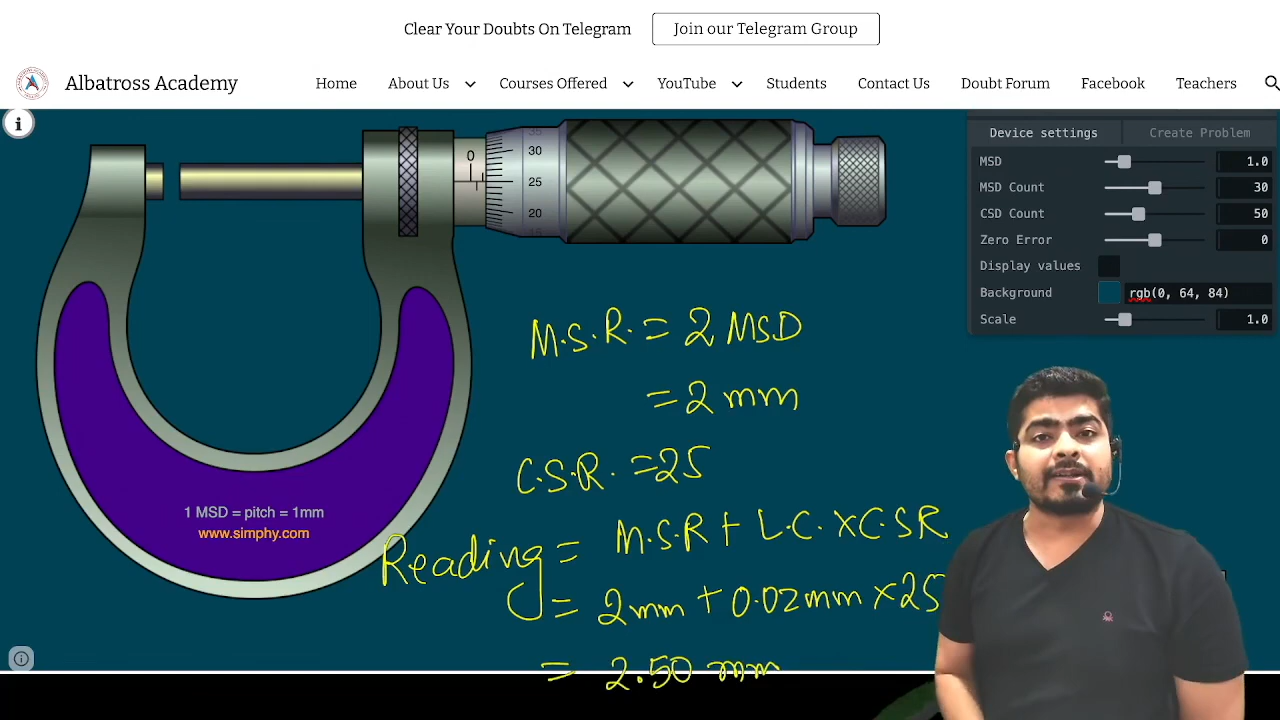 Clear Your Doubts On Telegram Join our Telegram Group
Albatross Academy Home About Us Courses Offered YouTube Students Contact Us Doubt Forum Facebook Teachers
i
Device settings Create Problem
MSD 1.0
MSD Count 30
CSD Count 50
Zero Error 0
Display values
Background rgb(0, 64, 84)
Scale 1.0
0
35
30
25
20
M.S.R. = 2 MSD
= 2 mm
C.S.R. = 25
1 MSD = pitch = 1mm
www.simphy.com
Reading = M.S.R + L.C. X C.SR
= 2mm + 0.02mm × 25
= 2.50 mm